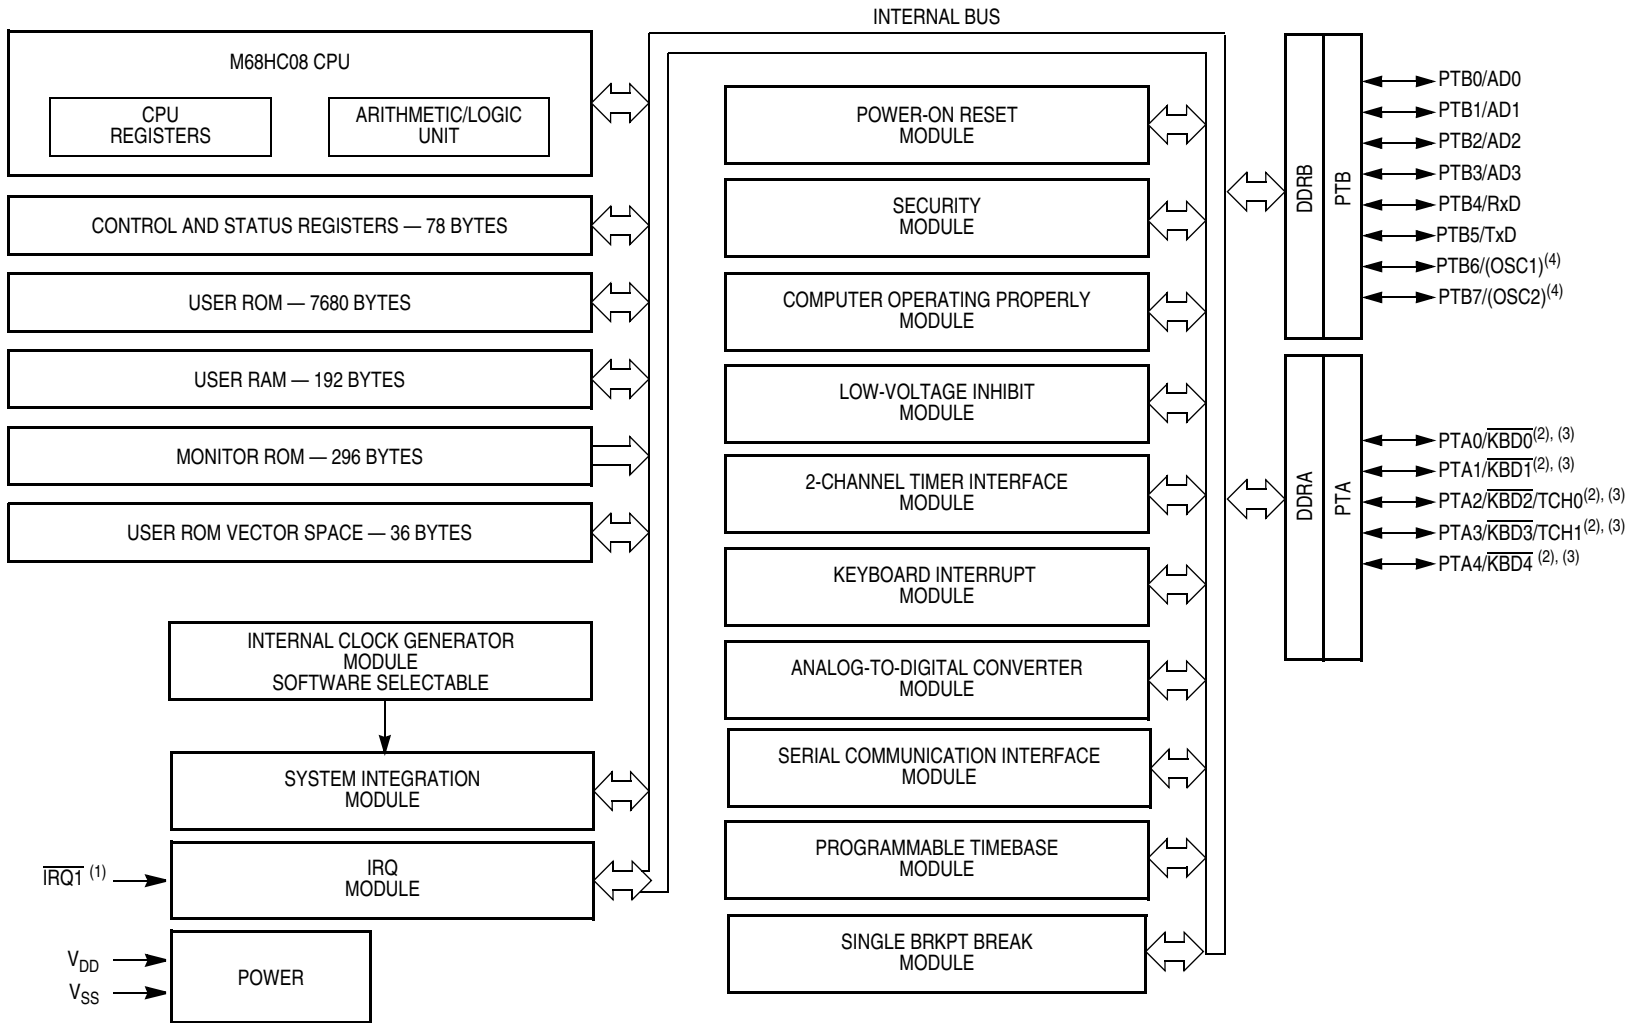 INTERNAL BUS
M68HC08 CPU
CPU
REGISTERS
ARITHMETIC/LOGIC
UNIT
CONTROL AND STATUS REGISTERS — 78 BYTES
USER ROM — 7680 BYTES
USER RAM — 192 BYTES
MONITOR ROM — 296 BYTES
USER ROM VECTOR SPACE — 36 BYTES
INTERNAL CLOCK GENERATOR
MODULE
SOFTWARE SELECTABLE
SYSTEM INTEGRATION
MODULE
IRQ1 (1)
IRQ
MODULE
VDD
VSS
POWER
POWER-ON RESET
MODULE
SECURITY
MODULE
COMPUTER OPERATING PROPERLY
MODULE
LOW-VOLTAGE INHIBIT
MODULE
2-CHANNEL TIMER INTERFACE
MODULE
KEYBOARD INTERRUPT
MODULE
ANALOG-TO-DIGITAL CONVERTER
MODULE
SERIAL COMMUNICATION INTERFACE
MODULE
PROGRAMMABLE TIMEBASE
MODULE
SINGLE BRKPT BREAK
MODULE
DDRB
PTB
PTB0/AD0
PTB1/AD1
PTB2/AD2
PTB3/AD3
PTB4/RxD
PTB5/TxD
PTB6/(OSC1)(4)
PTB7/(OSC2)(4)
DDRA
PTA
PTA0/KBD0(2), (3)
PTA1/KBD1(2), (3)
PTA2/KBD2/TCH0(2), (3)
PTA3/KBD3/TCH1(2), (3)
PTA4/KBD4 (2), (3)